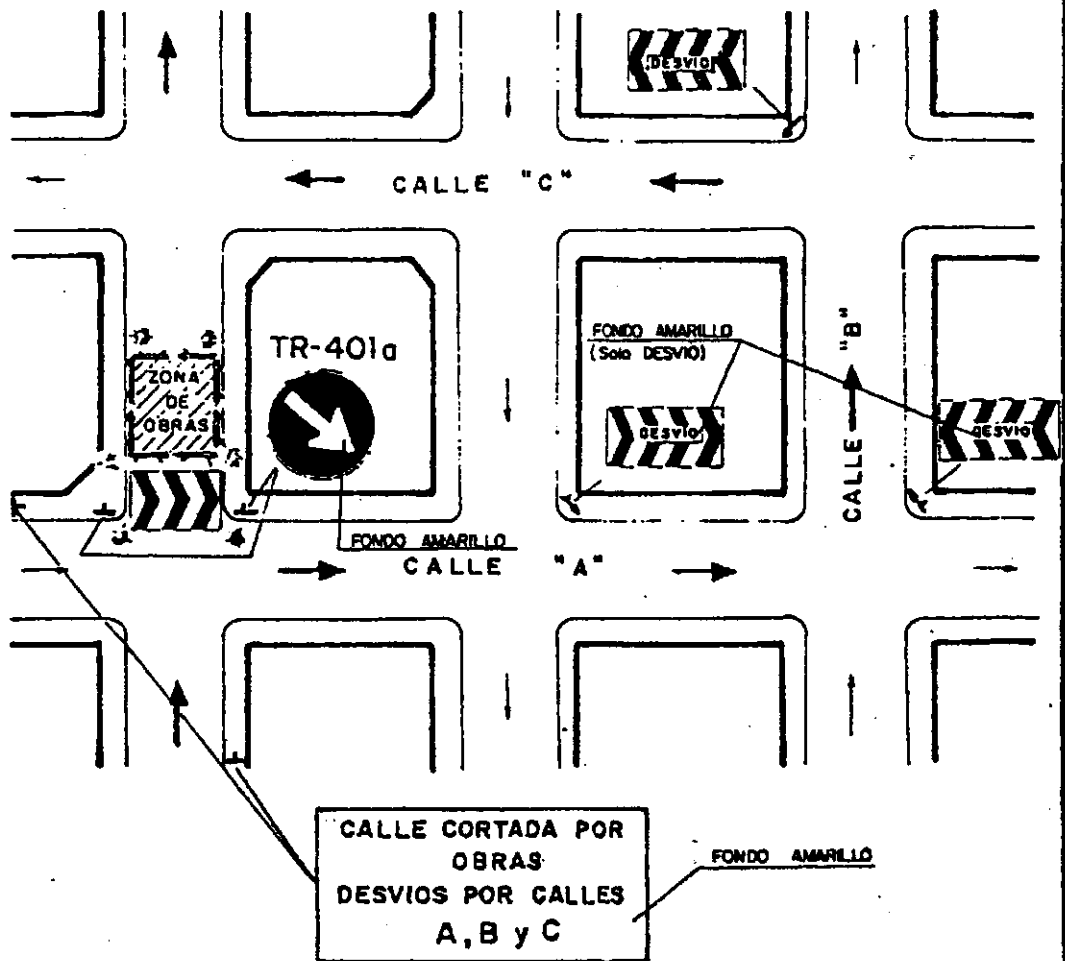 DESVIO
CALLE "C"
FONDO AMARILLO
(Solo DESVIO)
TR-401a
ZONA
DE
OBRAS
DESVIO
DESVIO
CALLE "B"
FONDO AMARILLO
CALLE "A"
CALLE CORTADA POR
OBRAS
DESVIOS POR CALLES
A, B y C
FONDO AMARILLO